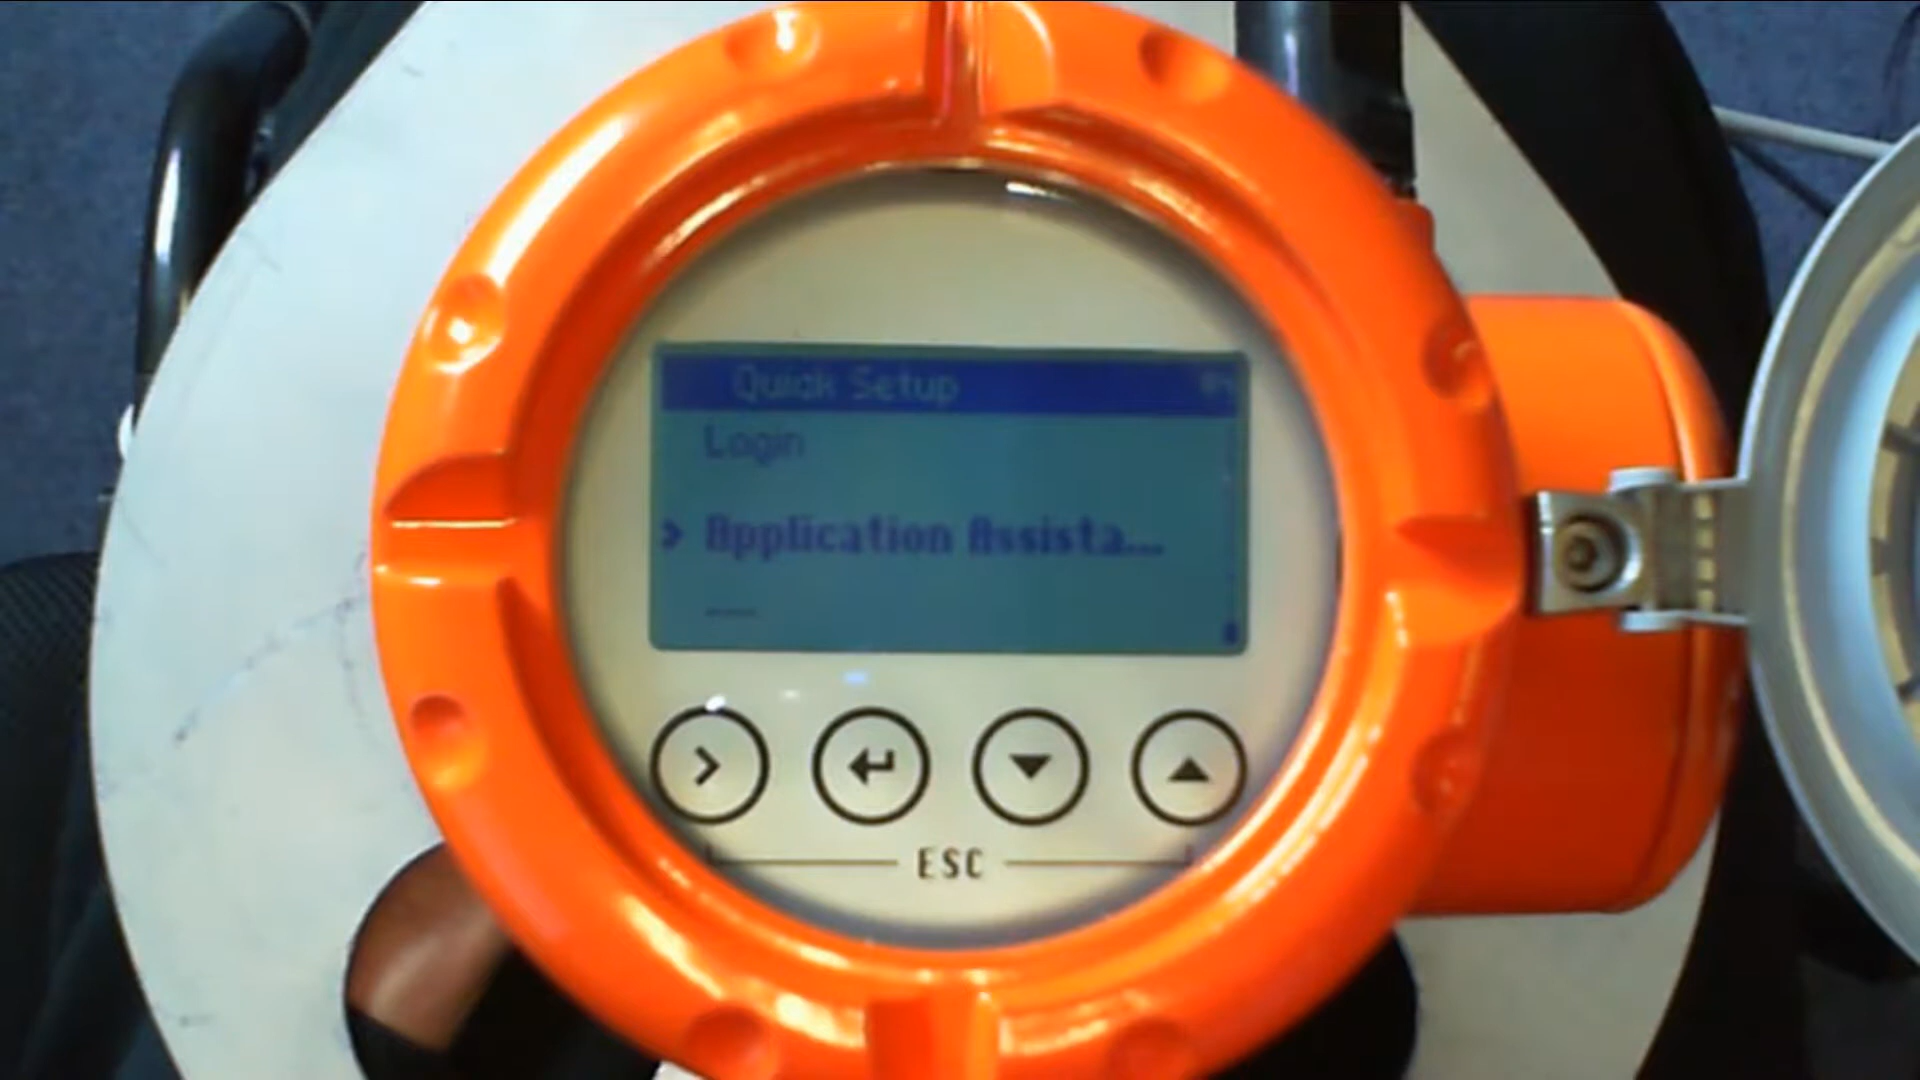 Quick Setup
Login
> Application Assista...
---
ESC